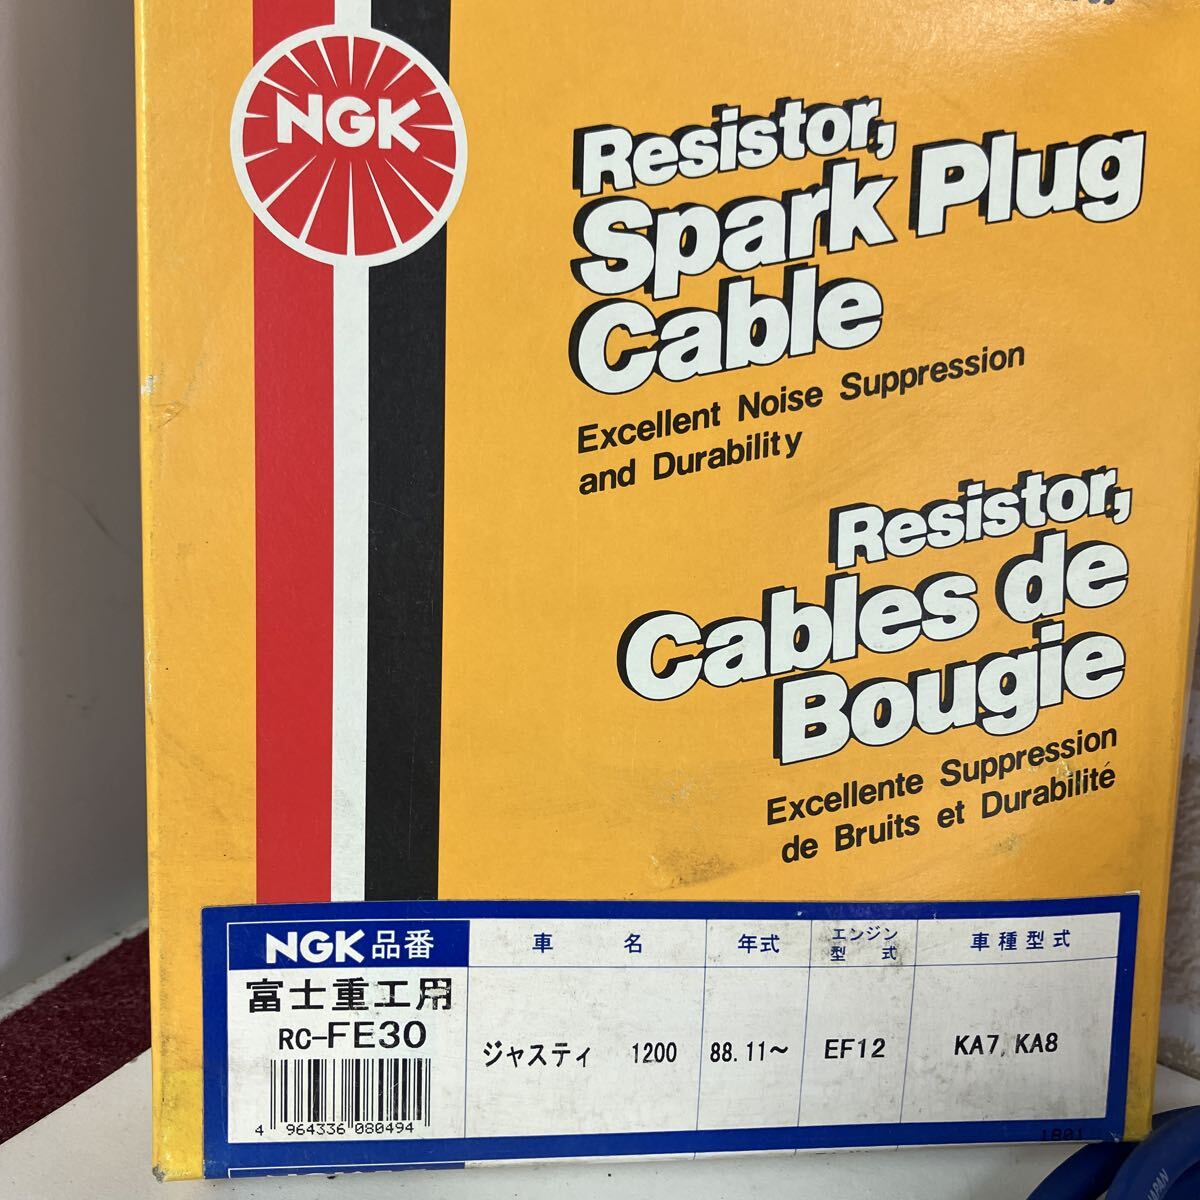 NGK
Resistor,
Spark Plug
Cable
Excellent Noise Suppression
and Durability
Resistor,
Cables de
Bougie
Excellente Suppression
de Bruits et Durabilité
NGK品番 車 名 年式 エンジン型 式 車種型式
富士重工用
RC-FE30
ジャスティ 1200 88.11〜 EF12 KA7, KA8
4 964336 080494
1801
JAPAN